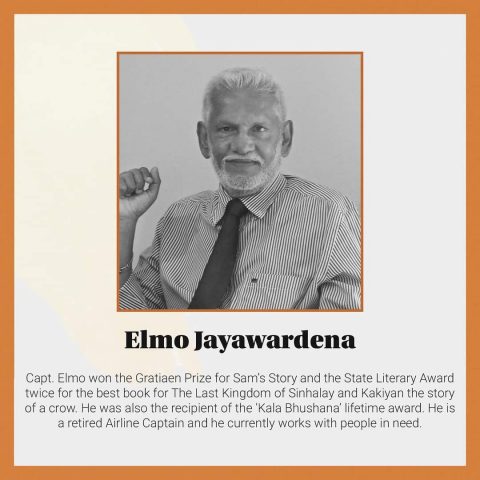 Elmo Jayawardena
Capt. Elmo won the Gratiaen Prize for Sam's Story and the State Literary Award
twice for the best book for The Last Kingdom of Sinhalay and Kakiyan the story
of a crow. He was also the recipient of the 'Kala Bhushana' lifetime award. He is
a retired Airline Captain and he currently works with people in need.